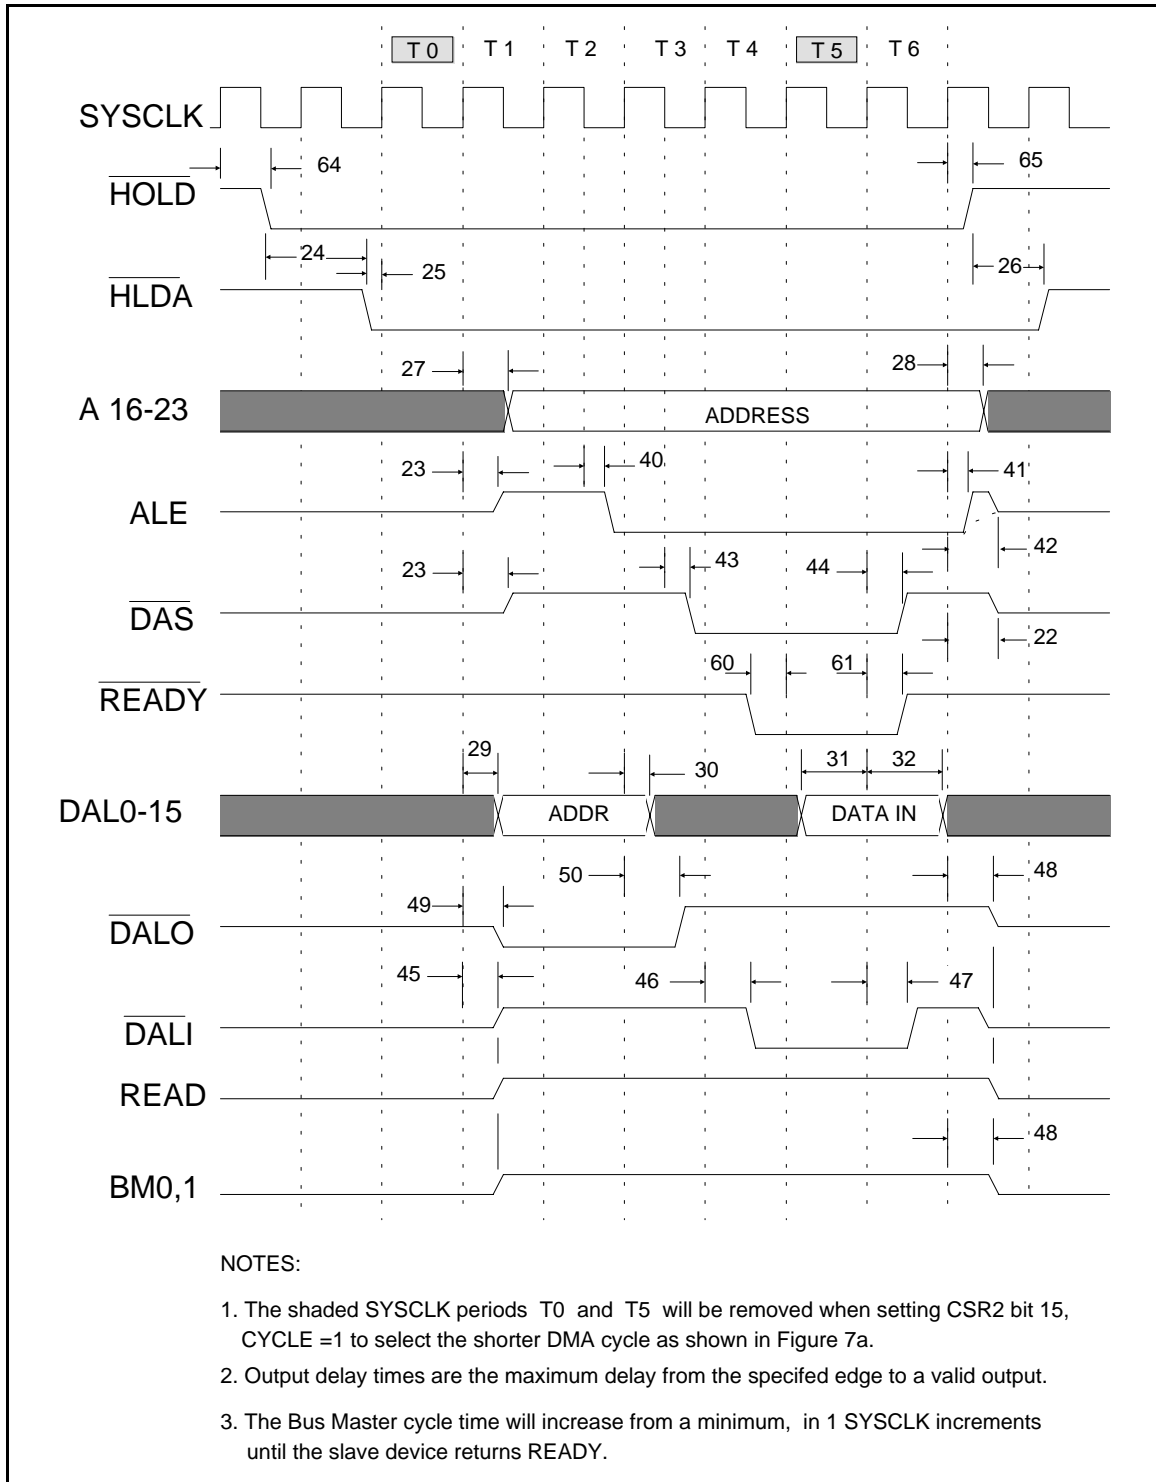 T 0 T 1 T 2 T 3 T 4 T 5 T 6
SYSCLK
64 65
HOLD
24 25 26
HLDA
27 28
A 16-23 ADDRESS
23 40 41
ALE
42
23 43 44
DAS
22
60 61
READY
29 30 31 32
DAL0-15 ADDR DATA IN
50 48
49
DALO
45 46 47
DALI
READ
48
BM0,1
NOTES:
1. The shaded SYSCLK periods T0 and T5 will be removed when setting CSR2 bit 15,
CYCLE =1 to select the shorter DMA cycle as shown in Figure 7a.
2. Output delay times are the maximum delay from the specifed edge to a valid output.
3. The Bus Master cycle time will increase from a minimum, in 1 SYSCLK increments
until the slave device returns READY.